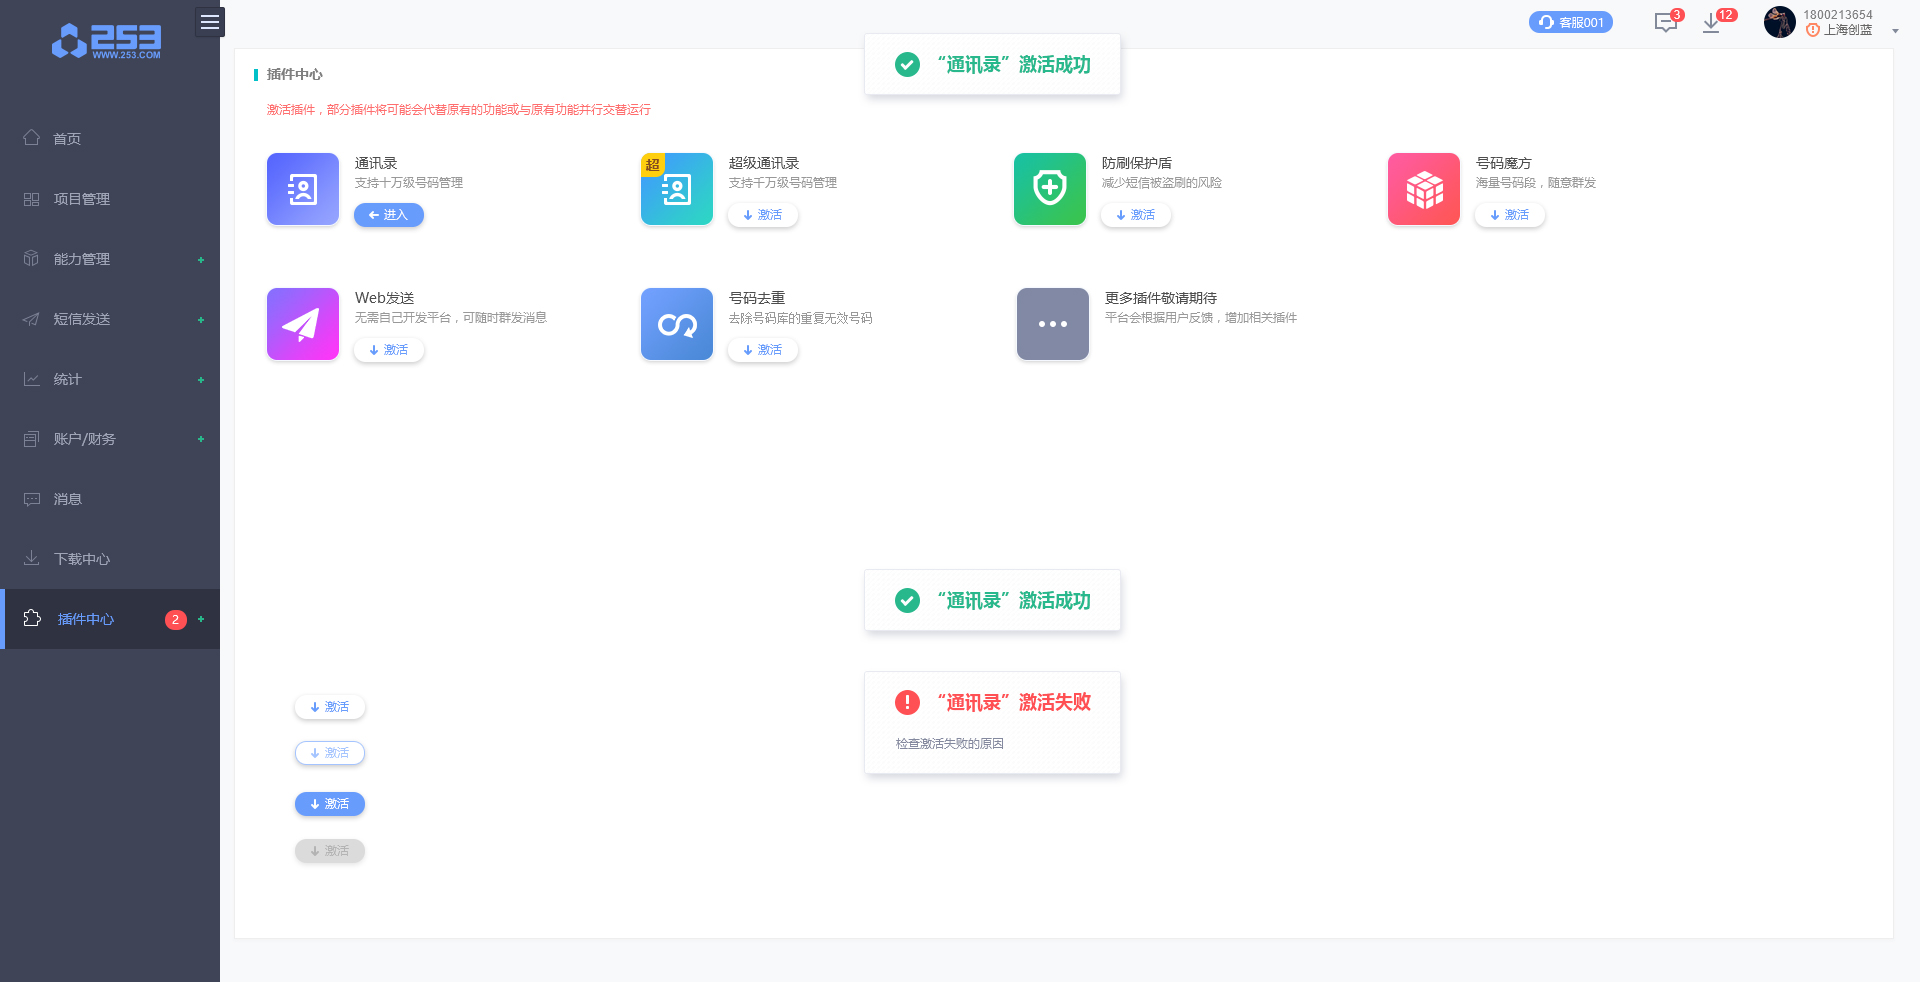 253
WWW.253.COM
首页
项目管理
能力管理
短信发送
统计
账户/财务
消息
下载中心
插件中心
2
客服001
3
12
1800213654
上海创蓝
插件中心
激活插件，部分插件将可能会代替原有的功能或与原有功能并行交替运行
“通讯录”激活成功
通讯录
支持十万级号码管理
进入
超
超级通讯录
支持千万级号码管理
激活
防刷保护盾
减少短信被盗刷的风险
激活
号码魔方
海量号码段，随意群发
激活
Web发送
无需自己开发平台，可随时群发消息
激活
号码去重
去除号码库的重复无效号码
激活
更多插件敬请期待
平台会根据用户反馈，增加相关插件
“通讯录”激活成功
“通讯录”激活失败
检查激活失败的原因
激活
激活
激活
激活